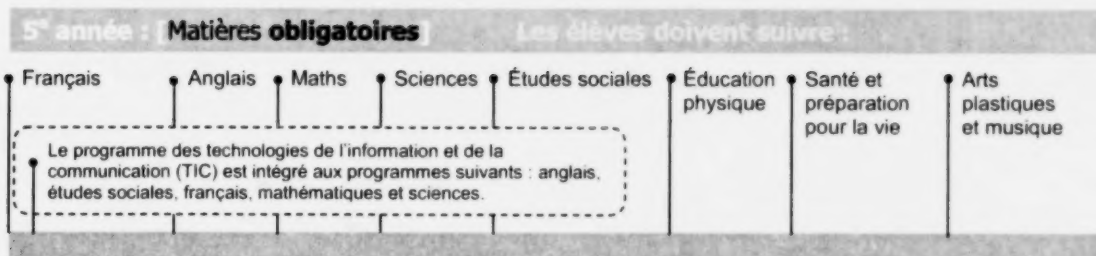 5e année : [Matières obligatoires] Les élèves doivent suivre :
Français
Anglais
Maths
Sciences
Études sociales
Éducation
physique
Santé et
préparation
pour la vie
Arts
plastiques
et musique
Le programme des technologies de l'information et de la
communication (TIC) est intégré aux programmes suivants : anglais,
études sociales, français, mathématiques et sciences.